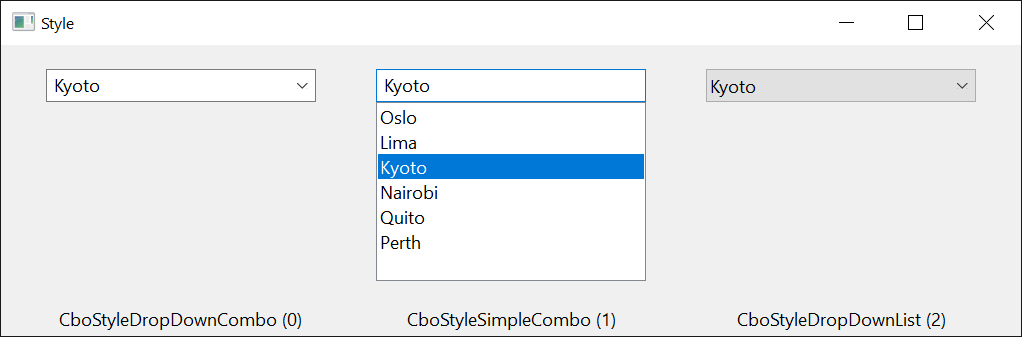 Style
Kyoto
Kyoto
Kyoto
Oslo
Lima
Kyoto
Nairobi
Quito
Perth
CboStyleDropDownCombo (0)
CboStyleSimpleCombo (1)
CboStyleDropDownList (2)